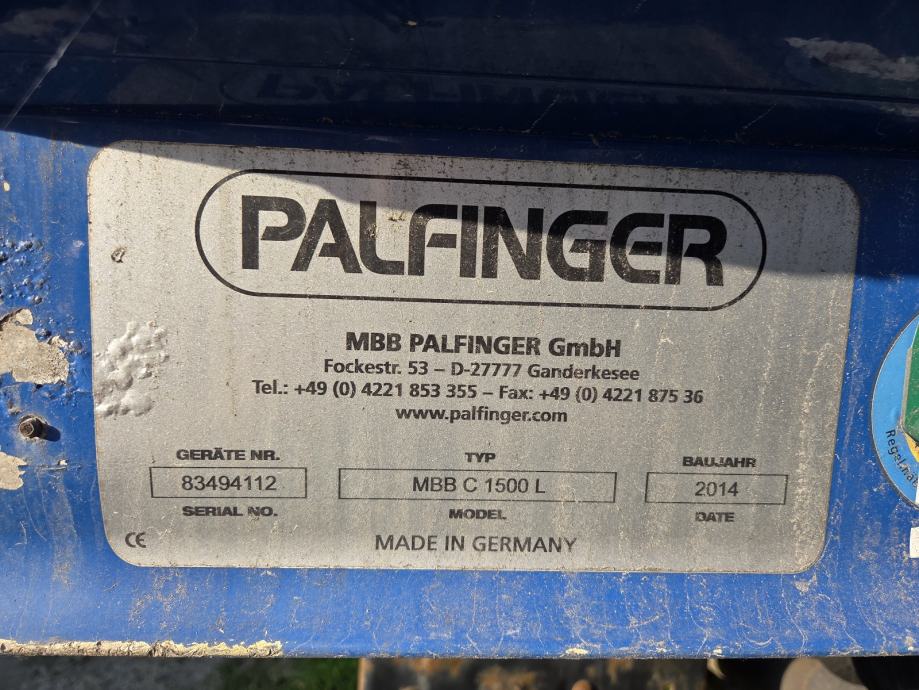 PALFINGER
MBB PALFINGER GmbH
Fockestr. 53 – D-27777 Ganderkesee
Tel.: +49 (0) 4221 853 355 – Fax: +49 (0) 4221 875 36
www.palfinger.com
GERÄTE NR. TYP BAUJAHR
83494112 MBB C 1500 L 2014
SERIAL NO. MODEL DATE
CE MADE IN GERMANY